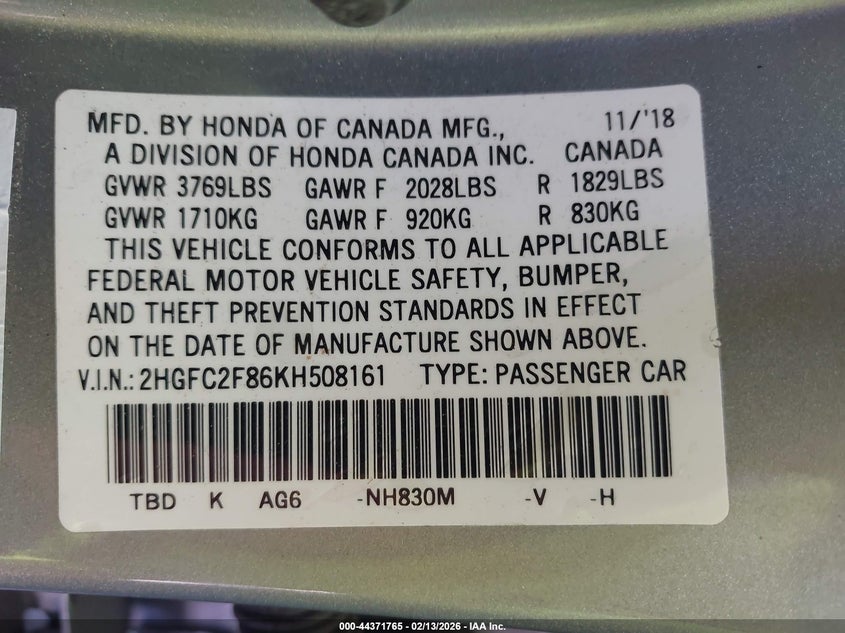 MFD. BY HONDA OF CANADA MFG., 11/'18
A DIVISION OF HONDA CANADA INC. CANADA
GVWR 3769LBS GAWR F 2028LBS R 1829LBS
GVWR 1710KG GAWR F 920KG R 830KG
THIS VEHICLE CONFORMS TO ALL APPLICABLE
FEDERAL MOTOR VEHICLE SAFETY, BUMPER,
AND THEFT PREVENTION STANDARDS IN EFFECT
ON THE DATE OF MANUFACTURE SHOWN ABOVE.
V.I.N.: 2HGFC2F86KH508161 TYPE: PASSENGER CAR
TBD K AG6 -NH830M -V -H
000-44371765 - 02/13/2026 - IAA Inc.